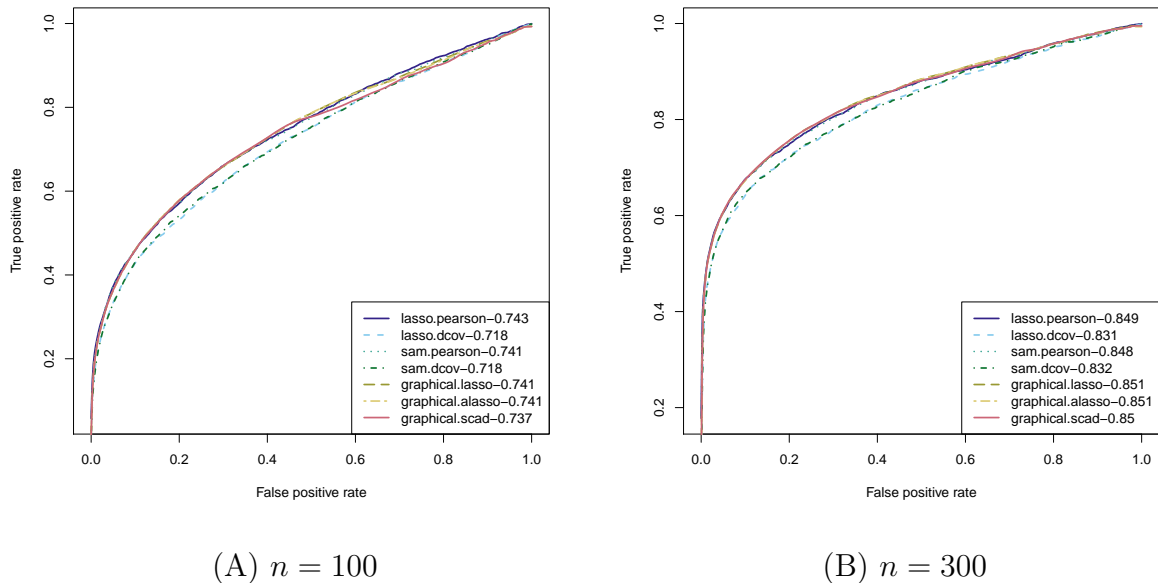 1.0
0.8
0.6
0.4
0.2
True positive rate
lasso.pearson−0.743
lasso.dcov−0.718
sam.pearson−0.741
sam.dcov−0.718
graphical.lasso−0.741
graphical.alasso−0.741
graphical.scad−0.737
0.0 0.2 0.4 0.6 0.8 1.0
False positive rate
(A) n = 100
1.0
0.8
0.6
0.4
0.2
True positive rate
lasso.pearson−0.849
lasso.dcov−0.831
sam.pearson−0.848
sam.dcov−0.832
graphical.lasso−0.851
graphical.alasso−0.851
graphical.scad−0.85
0.0 0.2 0.4 0.6 0.8 1.0
False positive rate
(B) n = 300